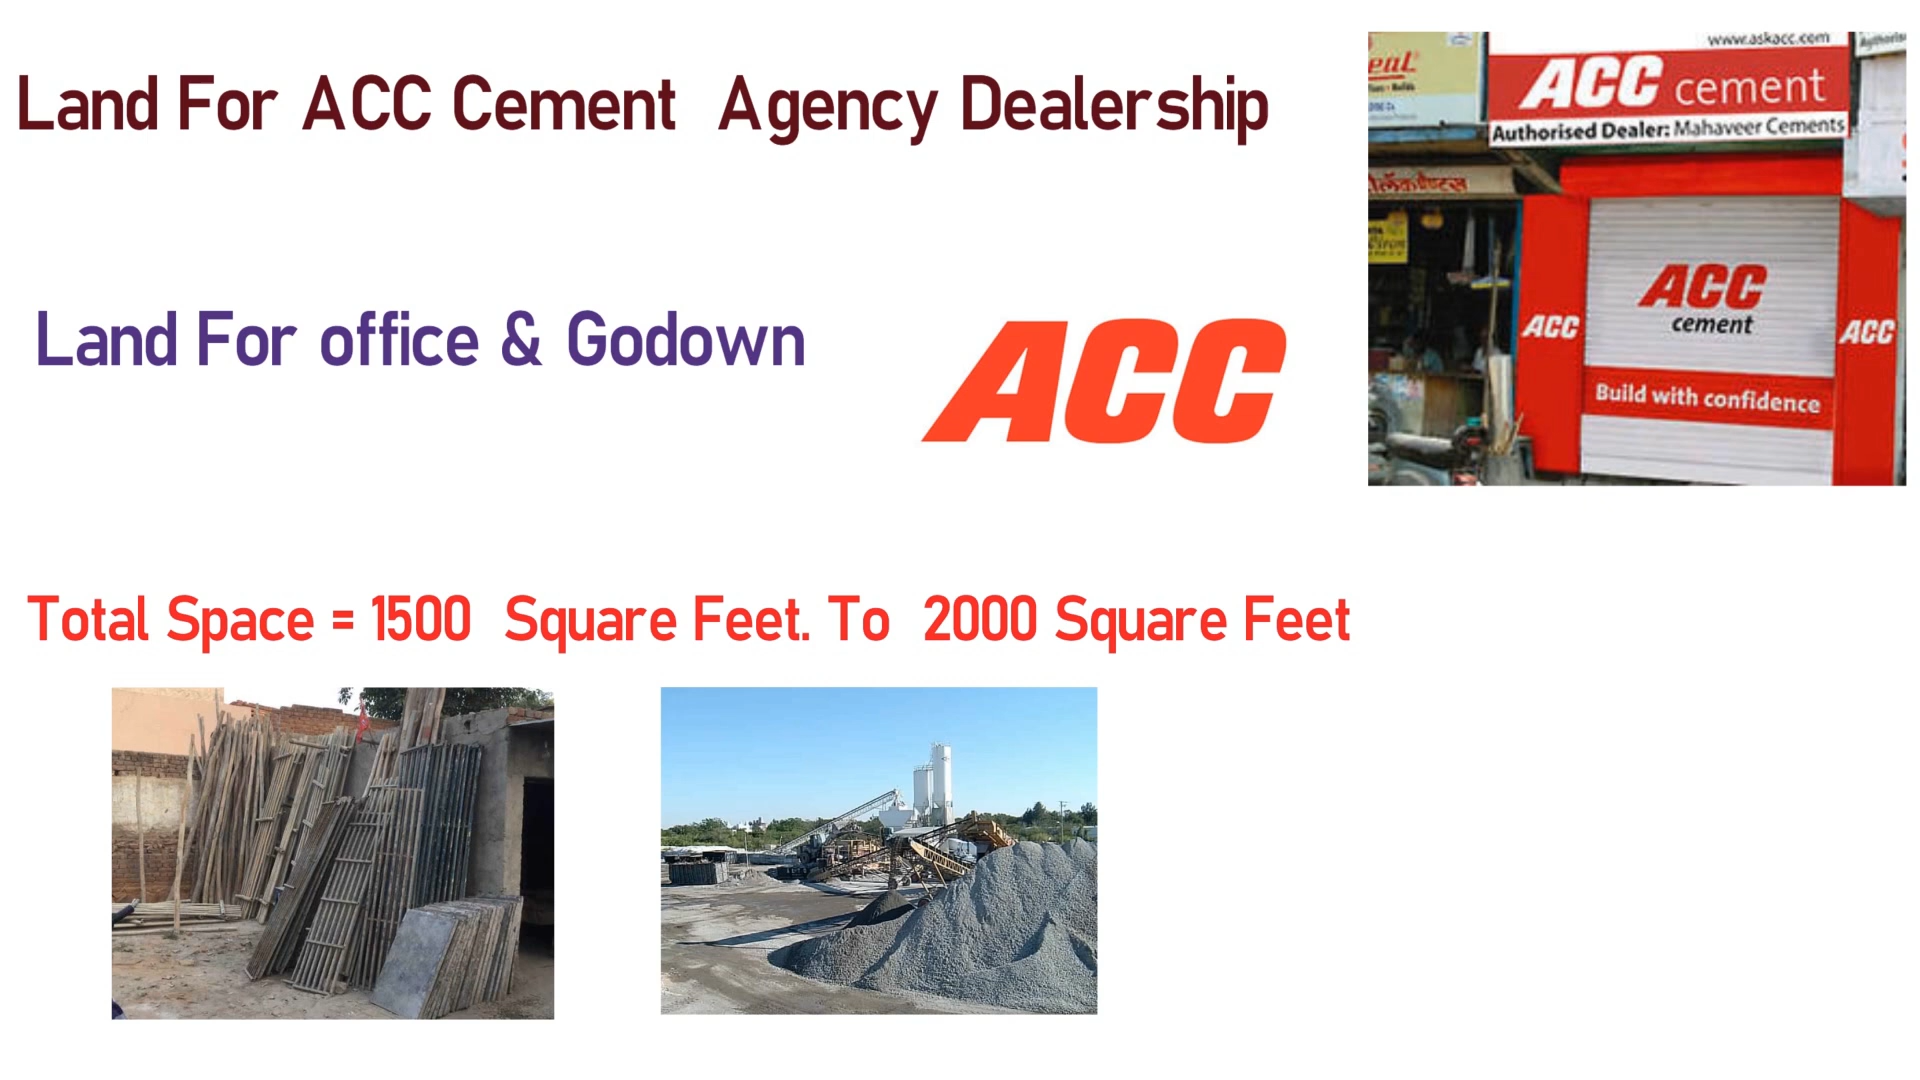 Land For ACC Cement Agency Dealership
Land For office & Godown
ACC
Total Space = 1500 Square Feet. To 2000 Square Feet
www.askacc.com
ACC cement
Authorised Dealer: Mahaveer Cements
ACC
cement
ACC
ACC
Build with confidence